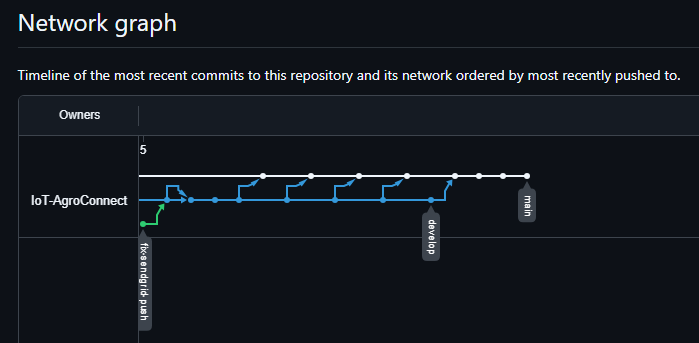 Network graph
Timeline of the most recent commits to this repository and its network ordered by most recently pushed to.
Owners
5
IoT-AgroConnect
main
develop
fix-sendgrid-push